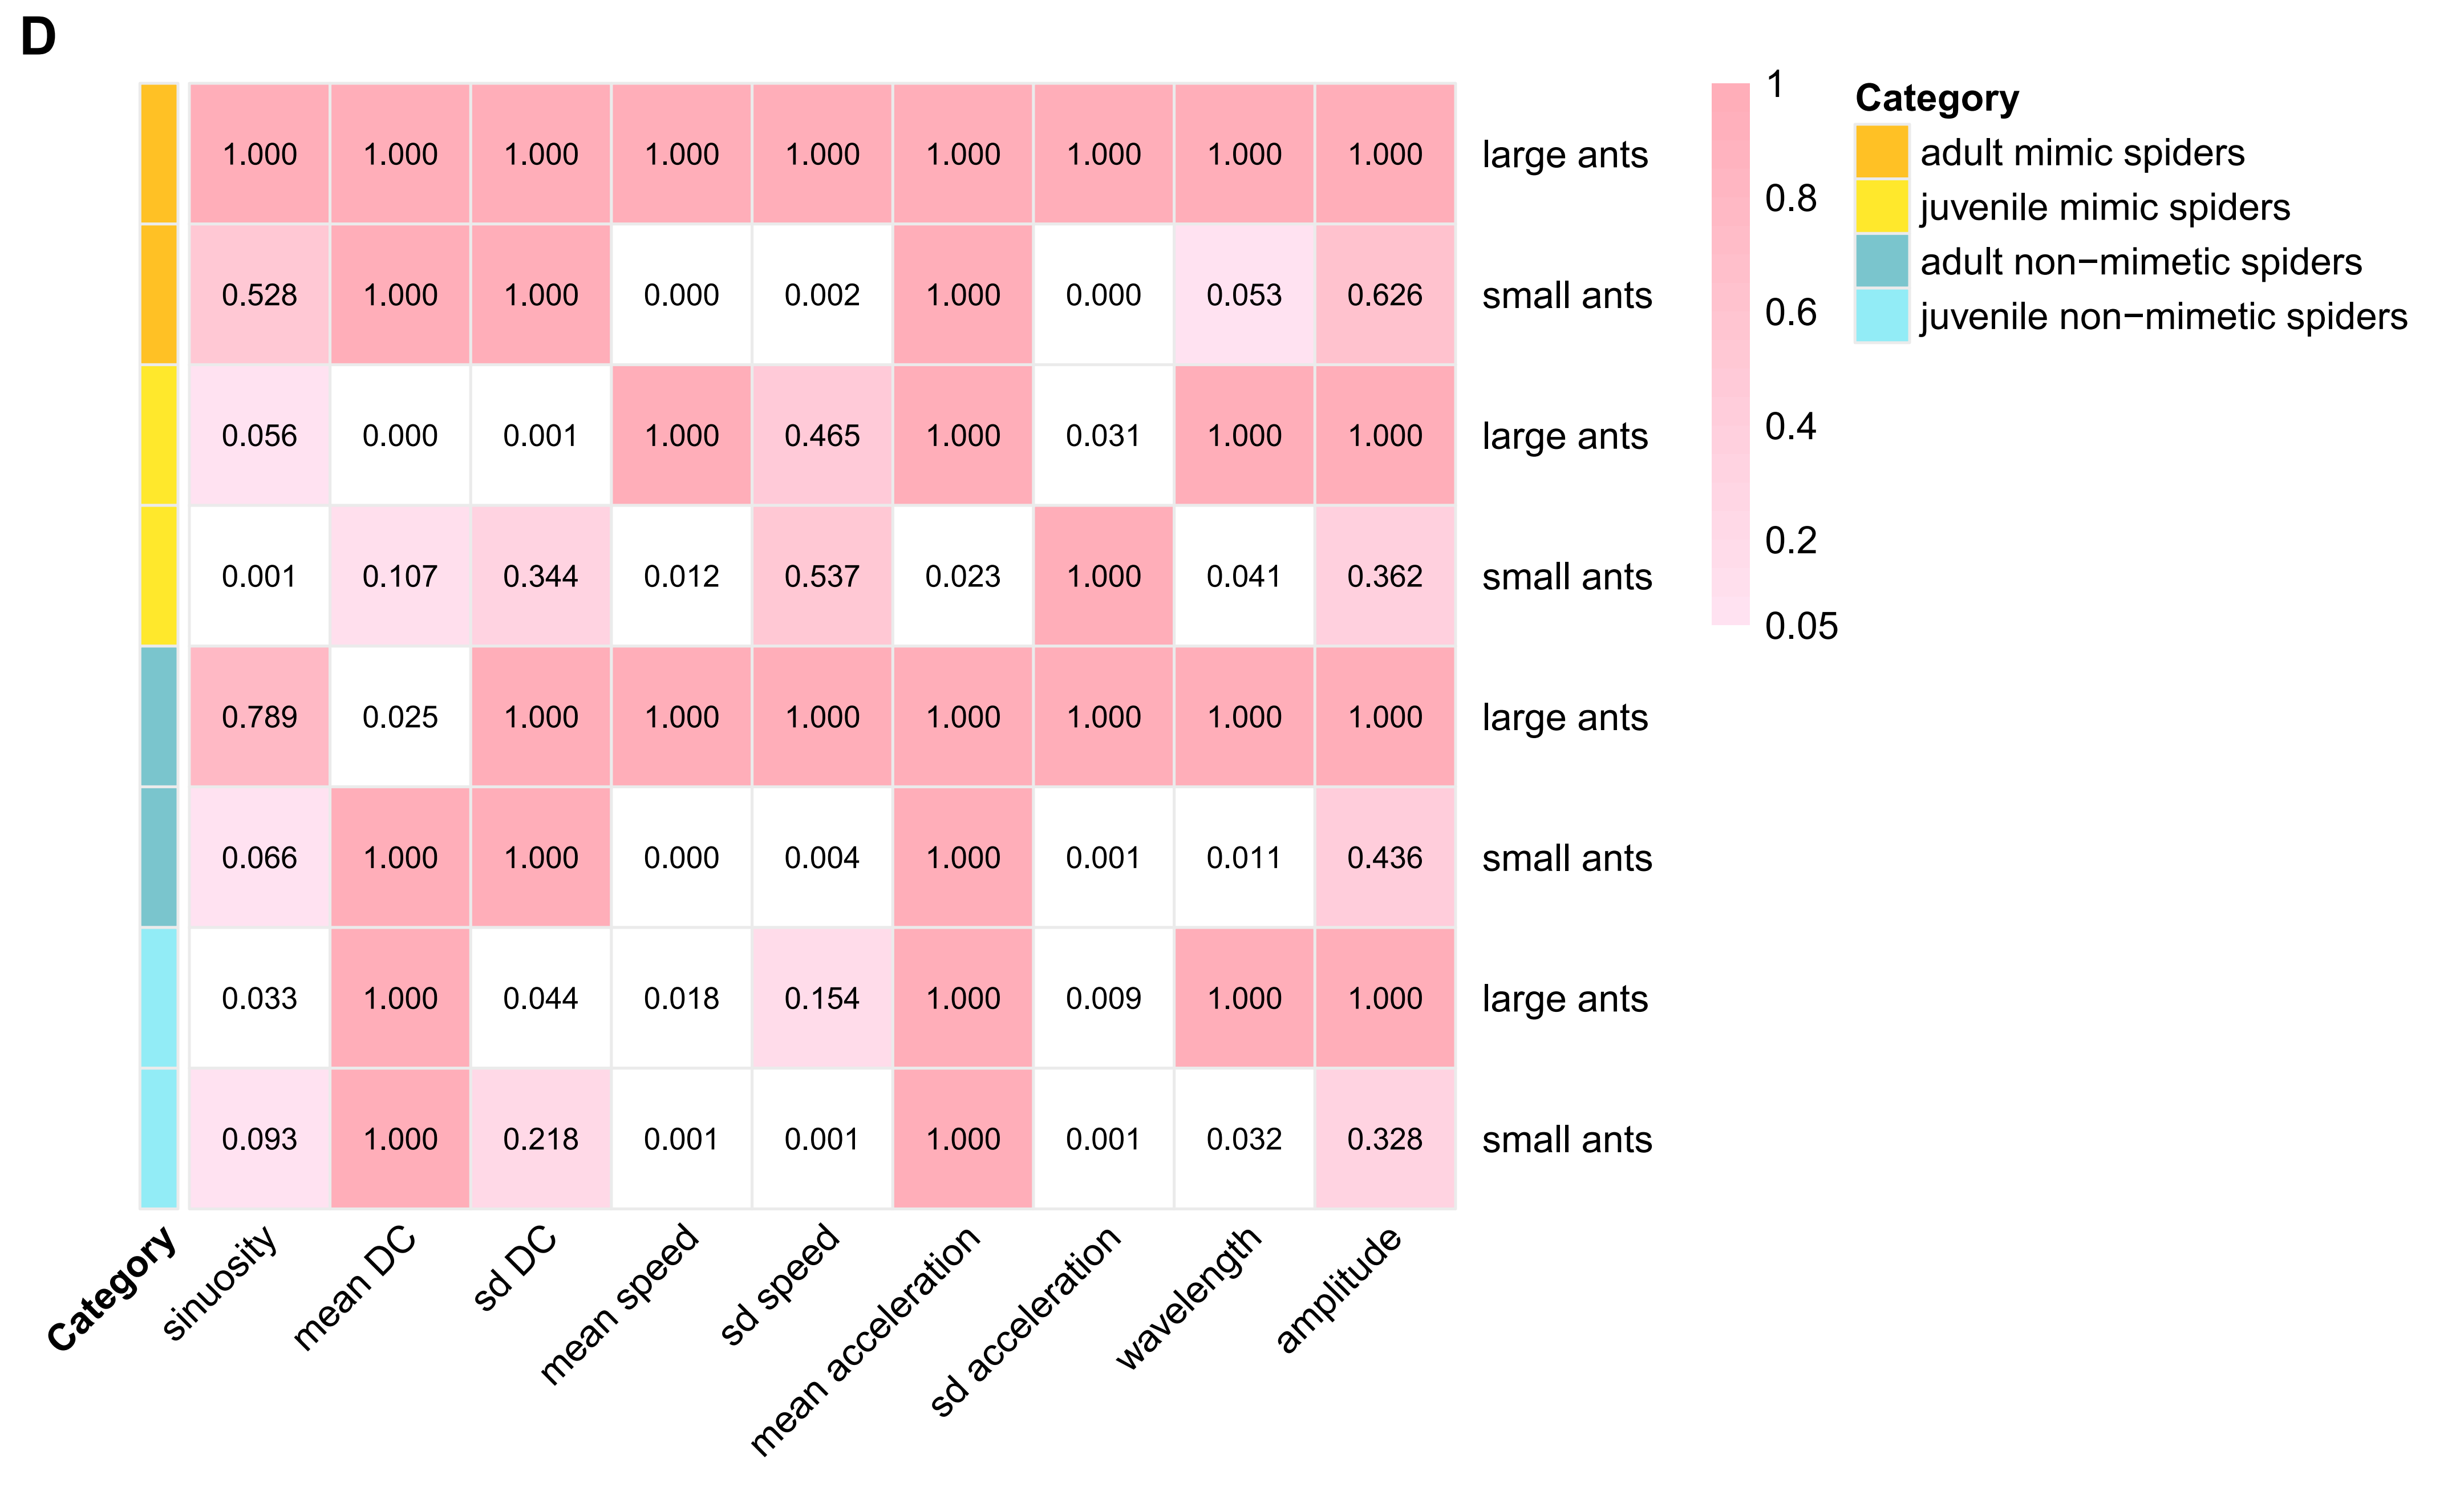 D
1.000 1.000 1.000 1.000 1.000 1.000 1.000 1.000 1.000 large ants
0.528 1.000 1.000 0.000 0.002 1.000 0.000 0.053 0.626 small ants
0.056 0.000 0.001 1.000 0.465 1.000 0.031 1.000 1.000 large ants
0.001 0.107 0.344 0.012 0.537 0.023 1.000 0.041 0.362 small ants
0.789 0.025 1.000 1.000 1.000 1.000 1.000 1.000 1.000 large ants
0.066 1.000 1.000 0.000 0.004 1.000 0.001 0.011 0.436 small ants
0.033 1.000 0.044 0.018 0.154 1.000 0.009 1.000 1.000 large ants
0.093 1.000 0.218 0.001 0.001 1.000 0.001 0.032 0.328 small ants
Category
sinuosity
mean DC
sd DC
mean speed
sd speed
mean acceleration
sd acceleration
wavelength
amplitude
1
0.8
0.6
0.4
0.2
0.05
Category
adult mimic spiders
juvenile mimic spiders
adult non−mimetic spiders
juvenile non−mimetic spiders